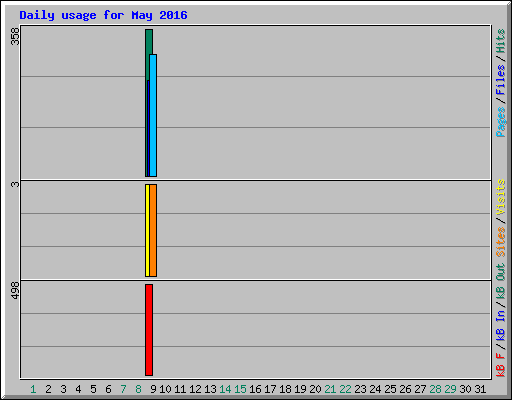 Daily usage for May 2016
358
Pages / Files / Hits
3
Sites / Visits
498
kB F / kB In / kB Out
1 2 3 4 5 6 7 8 9 10 11 12 13 14 15 16 17 18 19 20 21 22 23 24 25 26 27 28 29 30 31